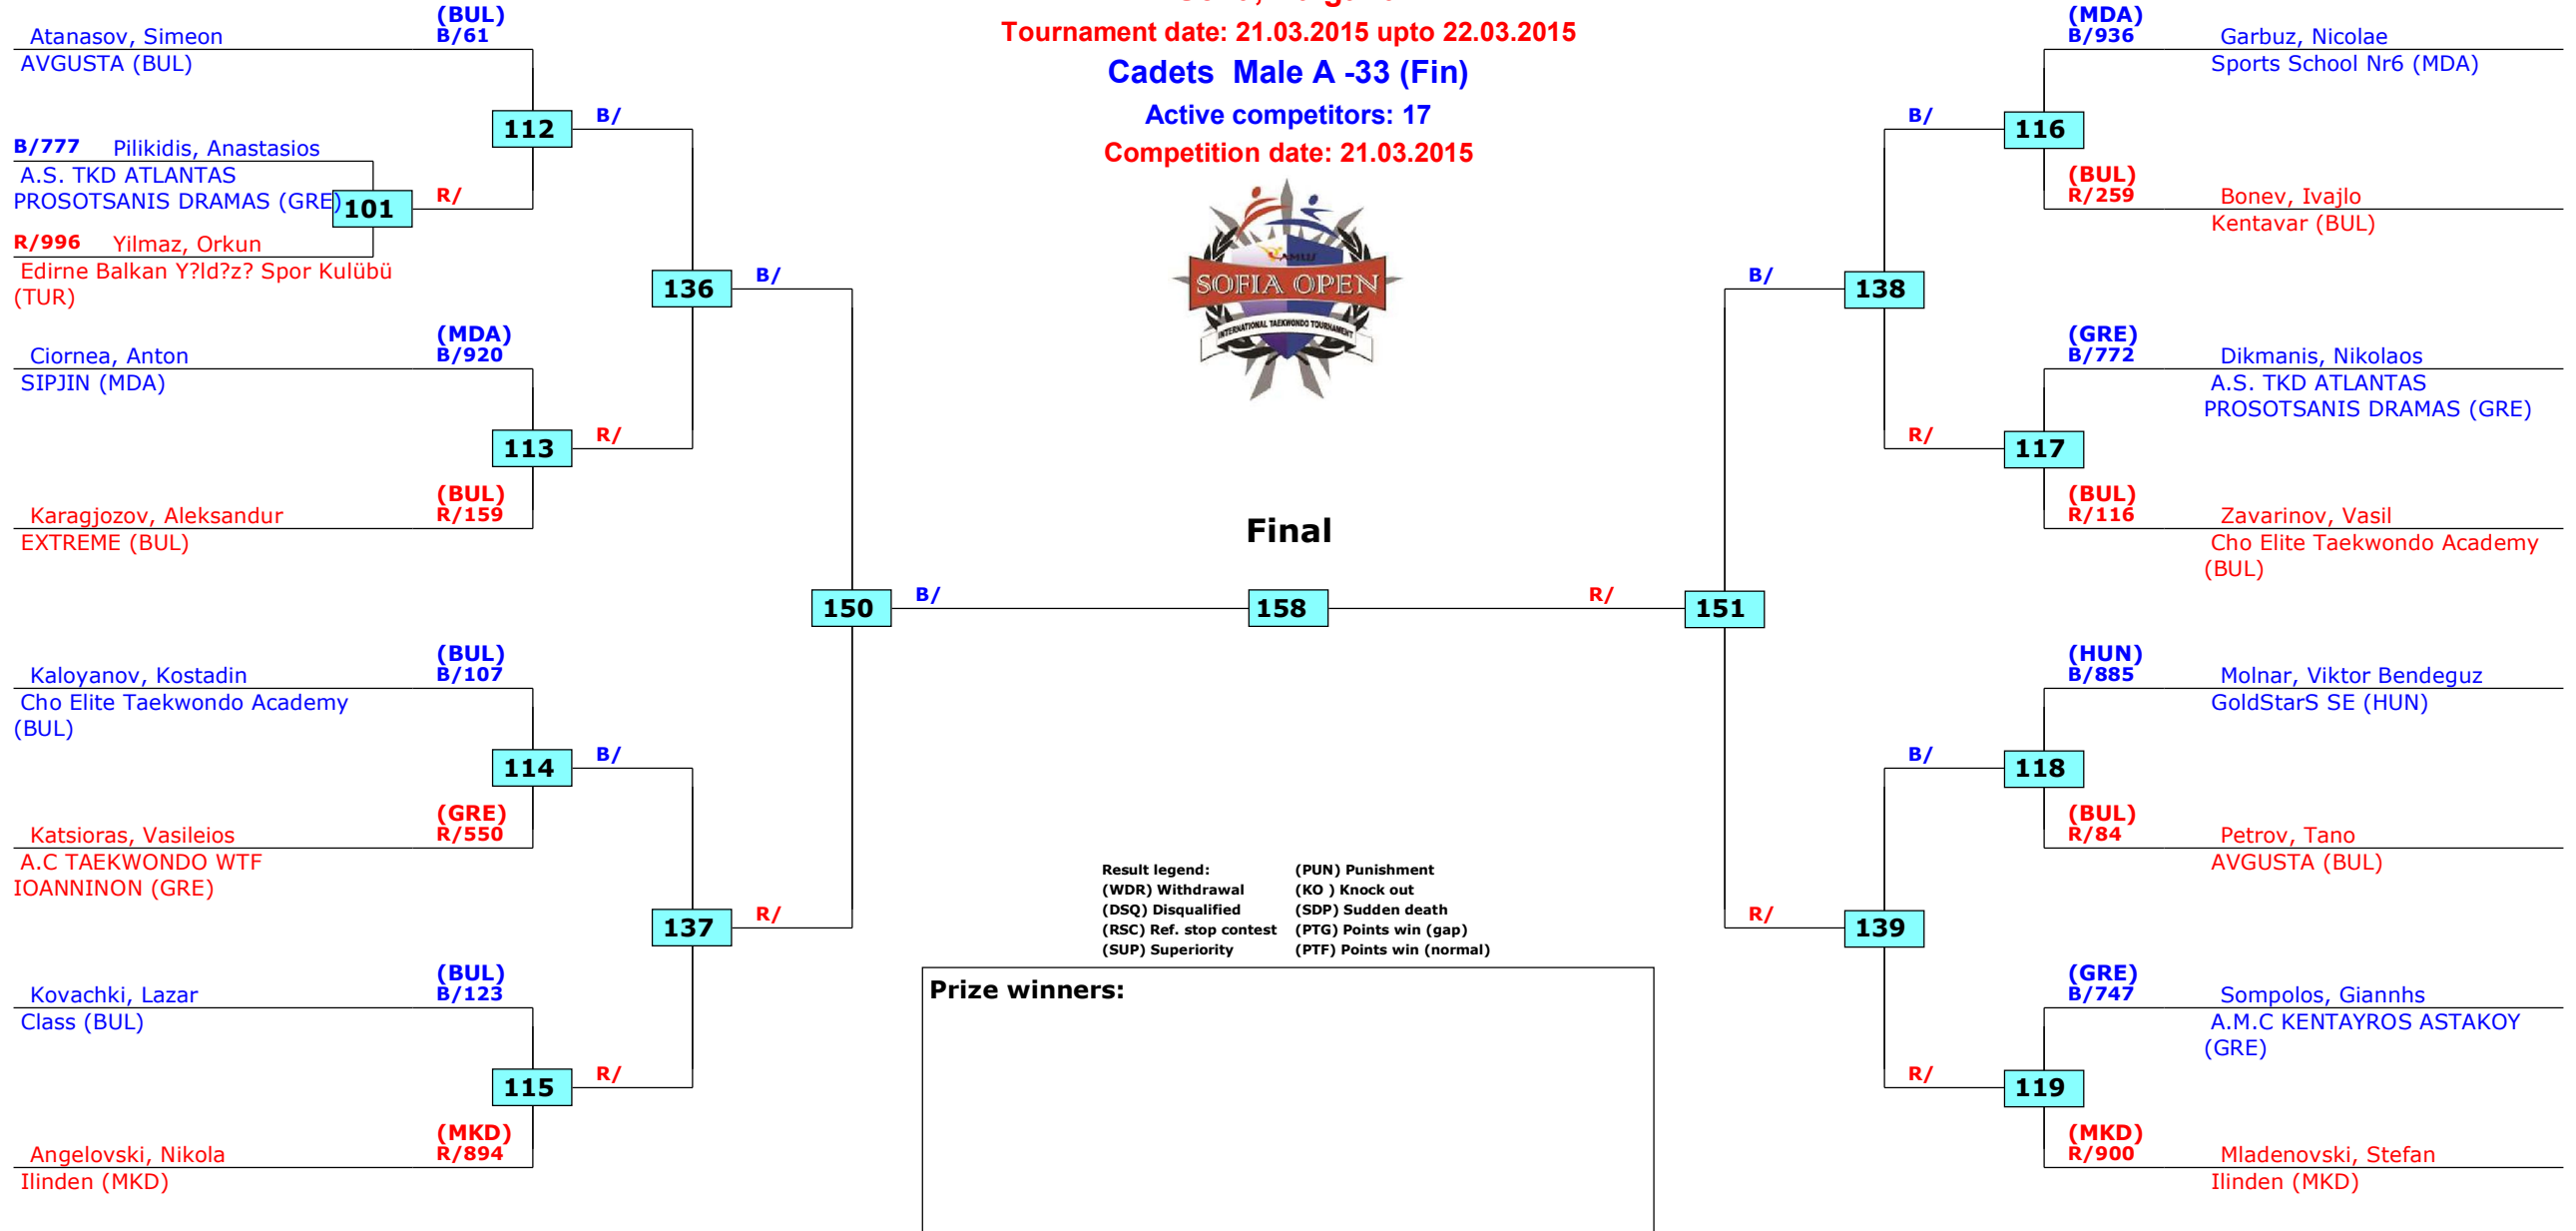 Tournament date: 21.03.2015 upto 22.03.2015
Cadets Male A -33 (Fin)
Active competitors: 17
Competition date: 21.03.2015
SOFIA OPEN
INTERNATIONAL TAEKWONDO TOURNAMENT
(BUL)
Atanasov, Simeon B/61
AVGUSTA (BUL)
112 B/
B/777 Pilikidis, Anastasios
A.S. TKD ATLANTAS
PROSOTSANIS DRAMAS (GRE)
101 R/
R/996 Yilmaz, Orkun
Edirne Balkan Y?ld?z? Spor Kulübü
(TUR)
136 B/
(MDA)
Ciornea, Anton B/920
SIPJIN (MDA)
113 R/
(BUL)
Karagjozov, Aleksandur R/159
EXTREME (BUL)
150 B/
(BUL)
Kaloyanov, Kostadin B/107
Cho Elite Taekwondo Academy
(BUL)
114 B/
(GRE)
Katsioras, Vasileios R/550
A.C TAEKWONDO WTF
IOANNINON (GRE)
137 R/
(BUL)
Kovachki, Lazar B/123
Class (BUL)
115 R/
(MKD)
Angelovski, Nikola R/894
Ilinden (MKD)
Final
158
Result legend: (PUN) Punishment
(WDR) Withdrawal (KO ) Knock out
(DSQ) Disqualified (SDP) Sudden death
(RSC) Ref. stop contest (PTG) Points win (gap)
(SUP) Superiority (PTF) Points win (normal)
Prize winners:
(MDA)
B/936 Garbuz, Nicolae
Sports School Nr6 (MDA)
B/ 116
(BUL)
R/259 Bonev, Ivajlo
Kentavar (BUL)
B/ 138
(GRE)
B/772 Dikmanis, Nikolaos
A.S. TKD ATLANTAS
PROSOTSANIS DRAMAS (GRE)
R/ 117
(BUL)
R/116 Zavarinov, Vasil
Cho Elite Taekwondo Academy
(BUL)
R/ 151
(HUN)
B/885 Molnar, Viktor Bendeguz
GoldStarS SE (HUN)
B/ 118
(BUL)
R/84 Petrov, Tano
AVGUSTA (BUL)
R/ 139
(GRE)
B/747 Sompolos, Giannhs
A.M.C KENTAYROS ASTAKOY
(GRE)
R/ 119
(MKD)
R/900 Mladenovski, Stefan
Ilinden (MKD)